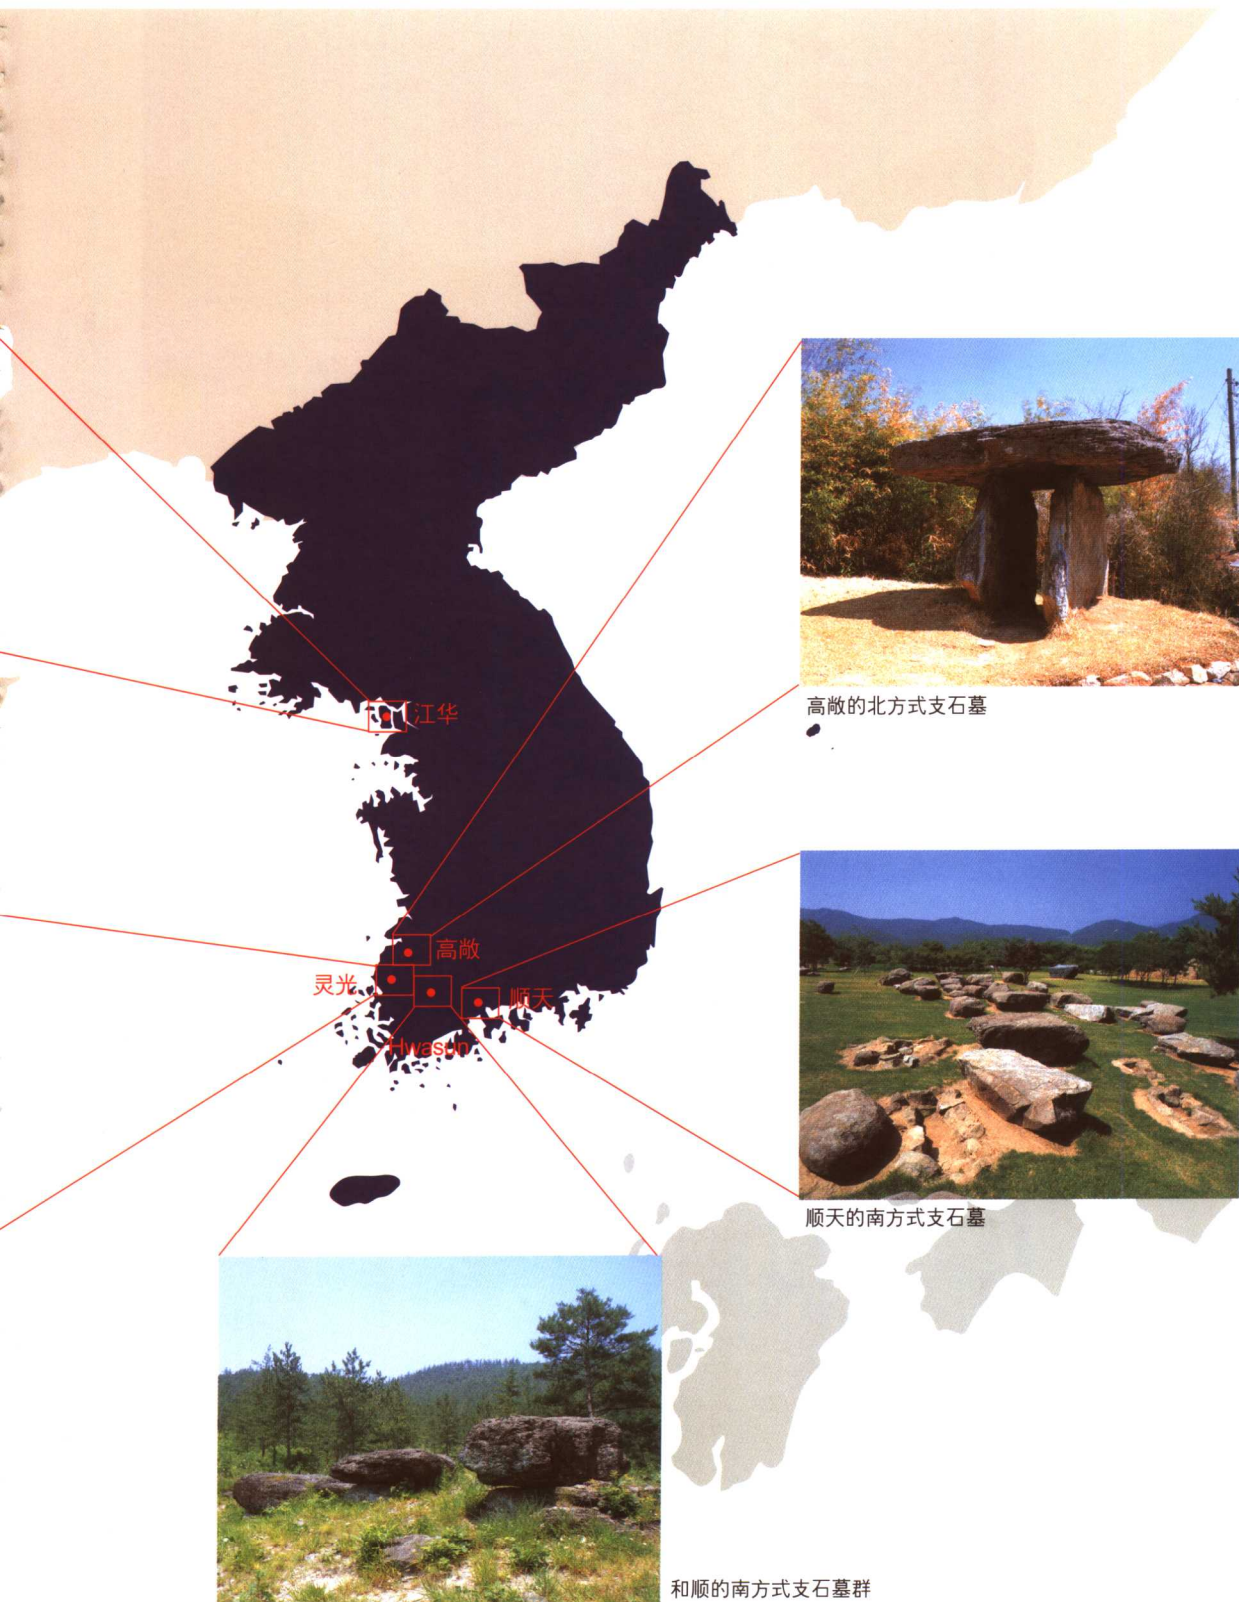 江华
高敞的北方式支石墓
高敞
灵光
顺天
Hwasun
顺天的南方式支石墓
和顺的南方式支石墓群